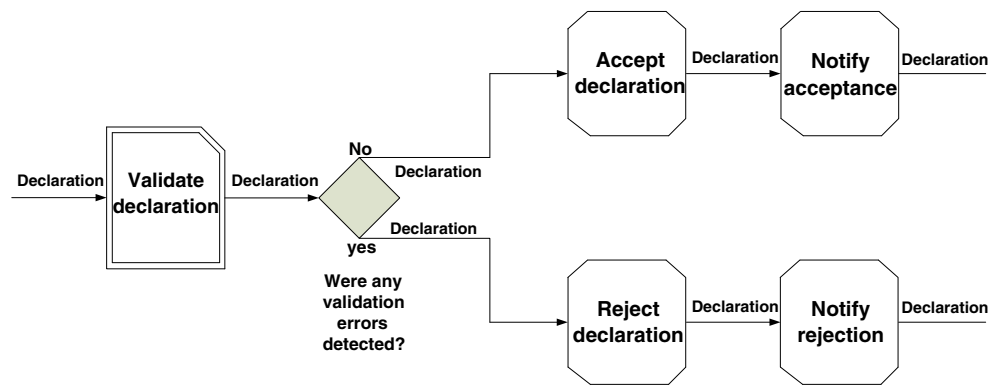 Declaration
Validate
declaration
Declaration
No
Declaration
Accept
declaration
Declaration
Notify
acceptance
Declaration
yes
Declaration
Were any
validation
errors
detected?
Reject
declaration
Declaration
Notify
rejection
Declaration